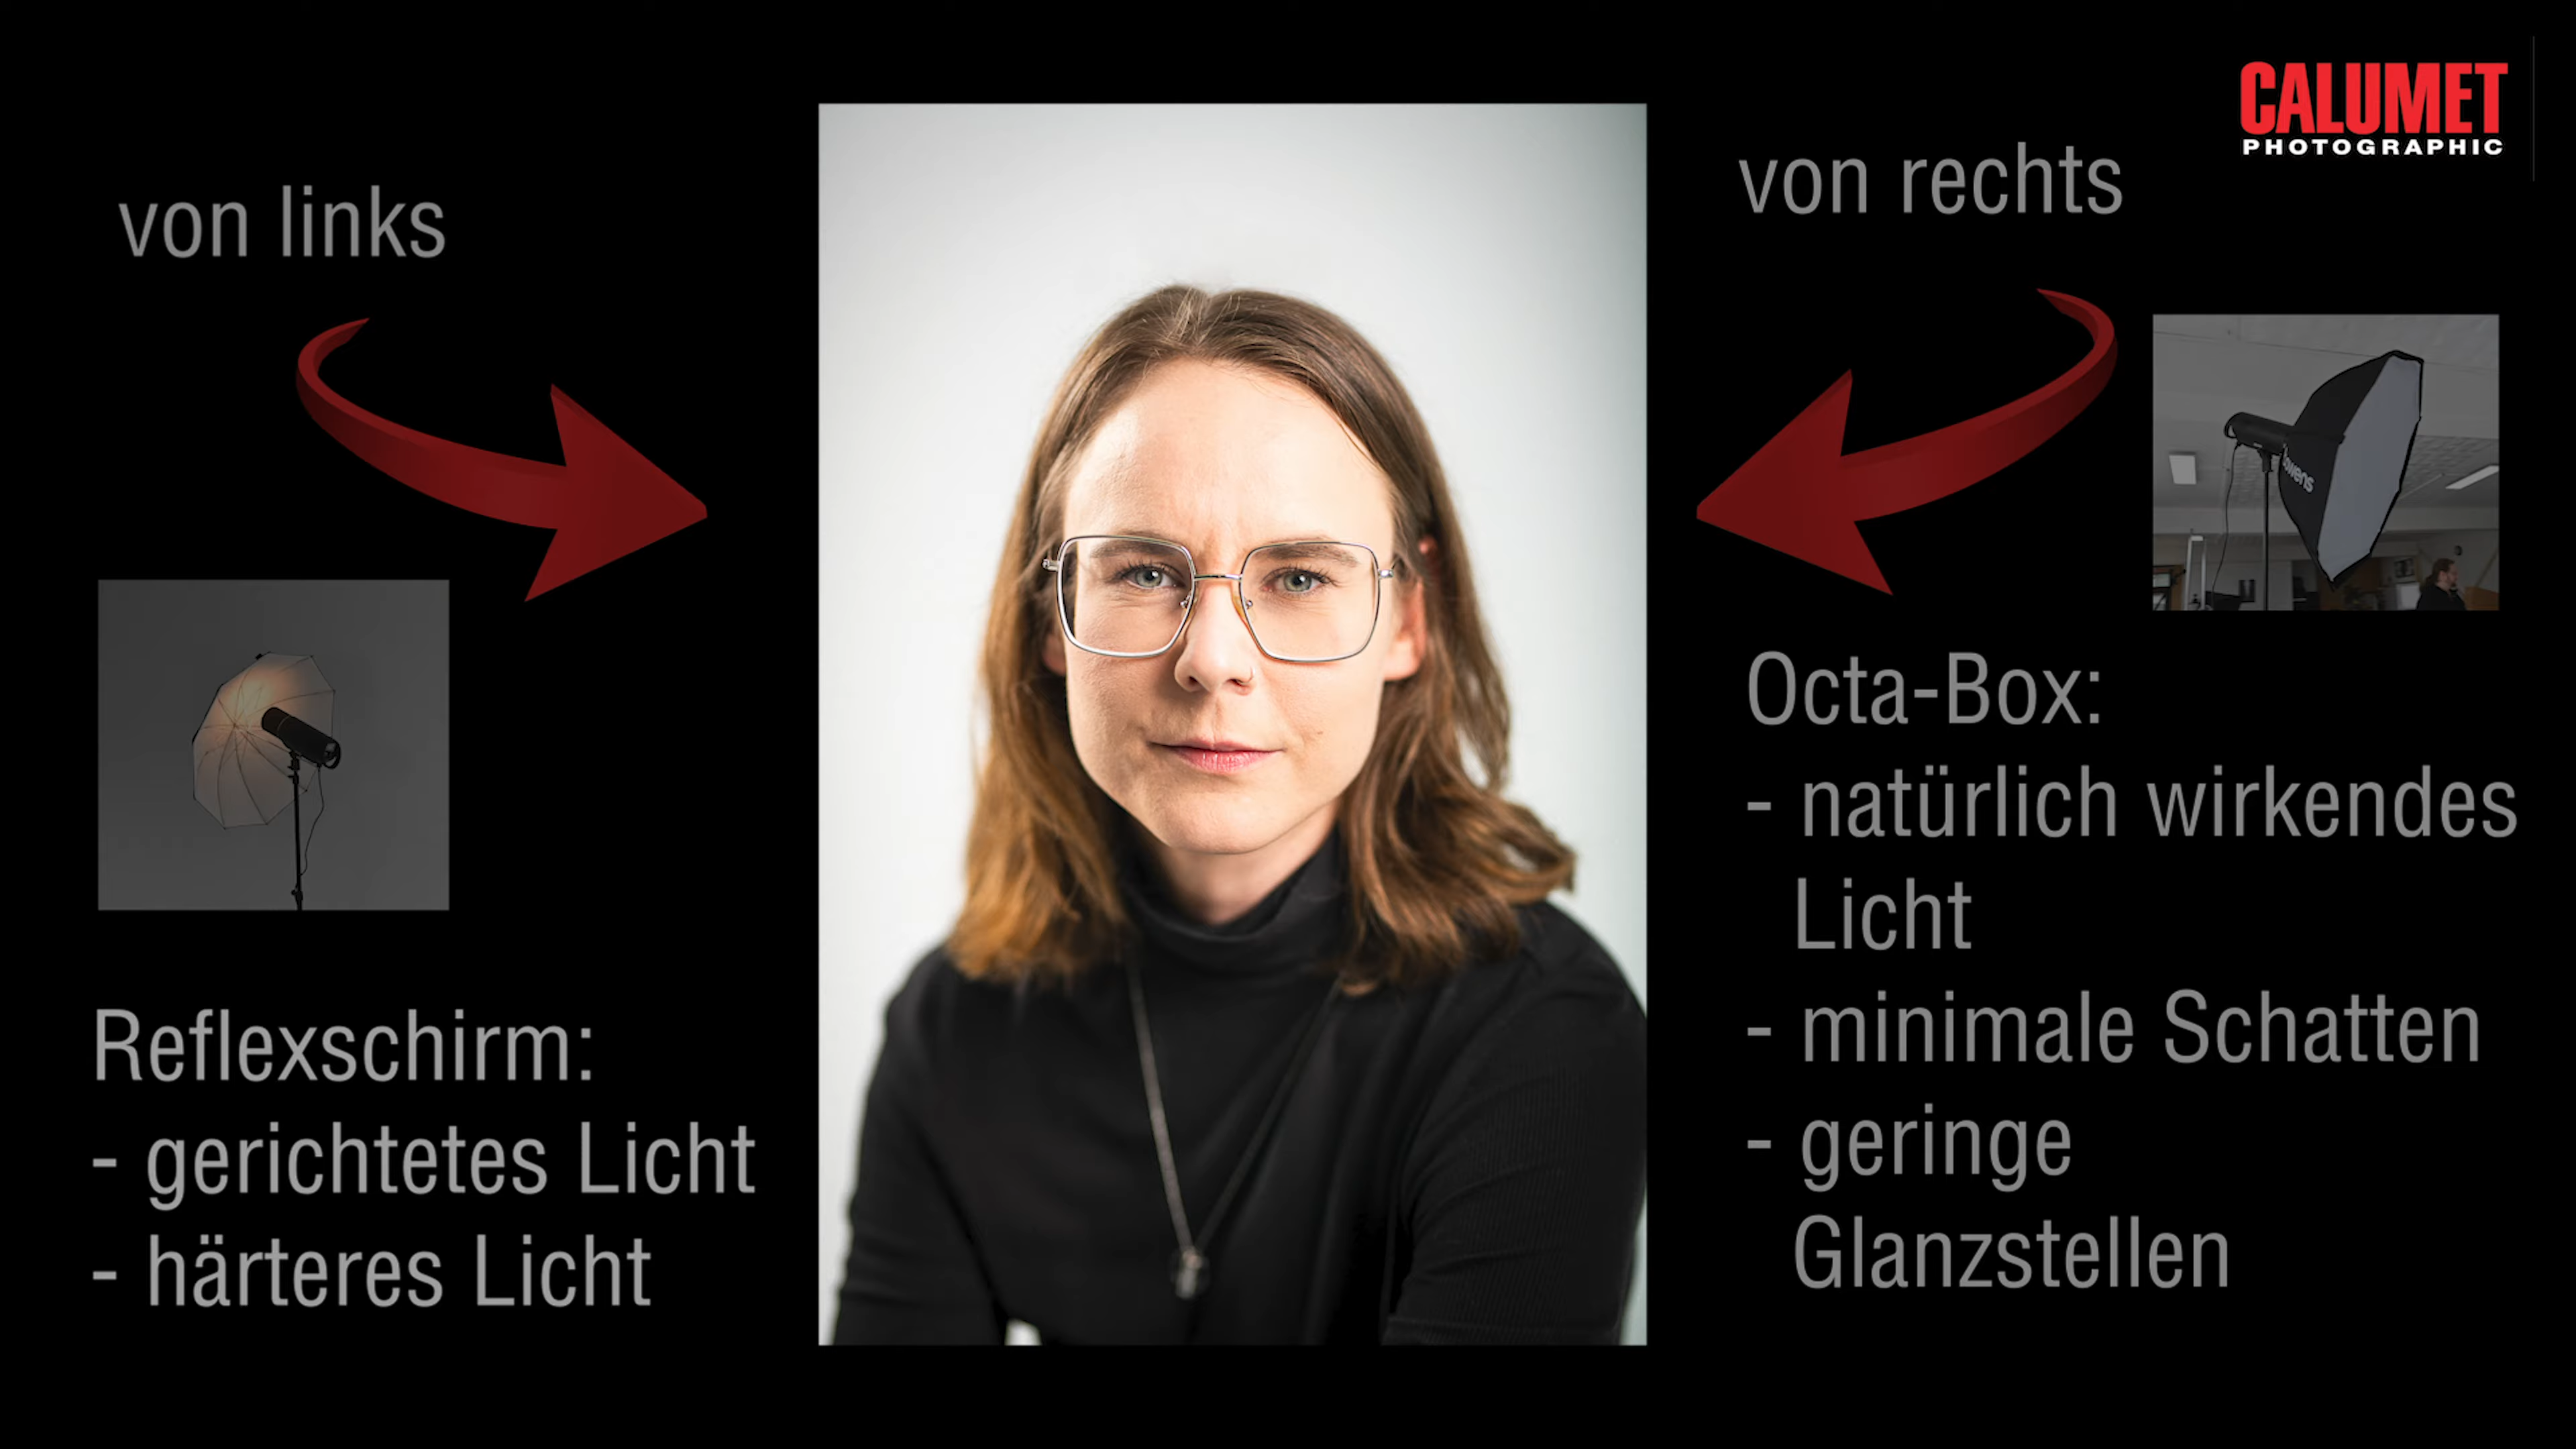 CALUMET
PHOTOGRAPHIC
von links
Reflexschirm:
- gerichtetes Licht
- härteres Licht
von rechts
Octa-Box:
- natürlich wirkendes
Licht
- minimale Schatten
- geringe
Glanzstellen